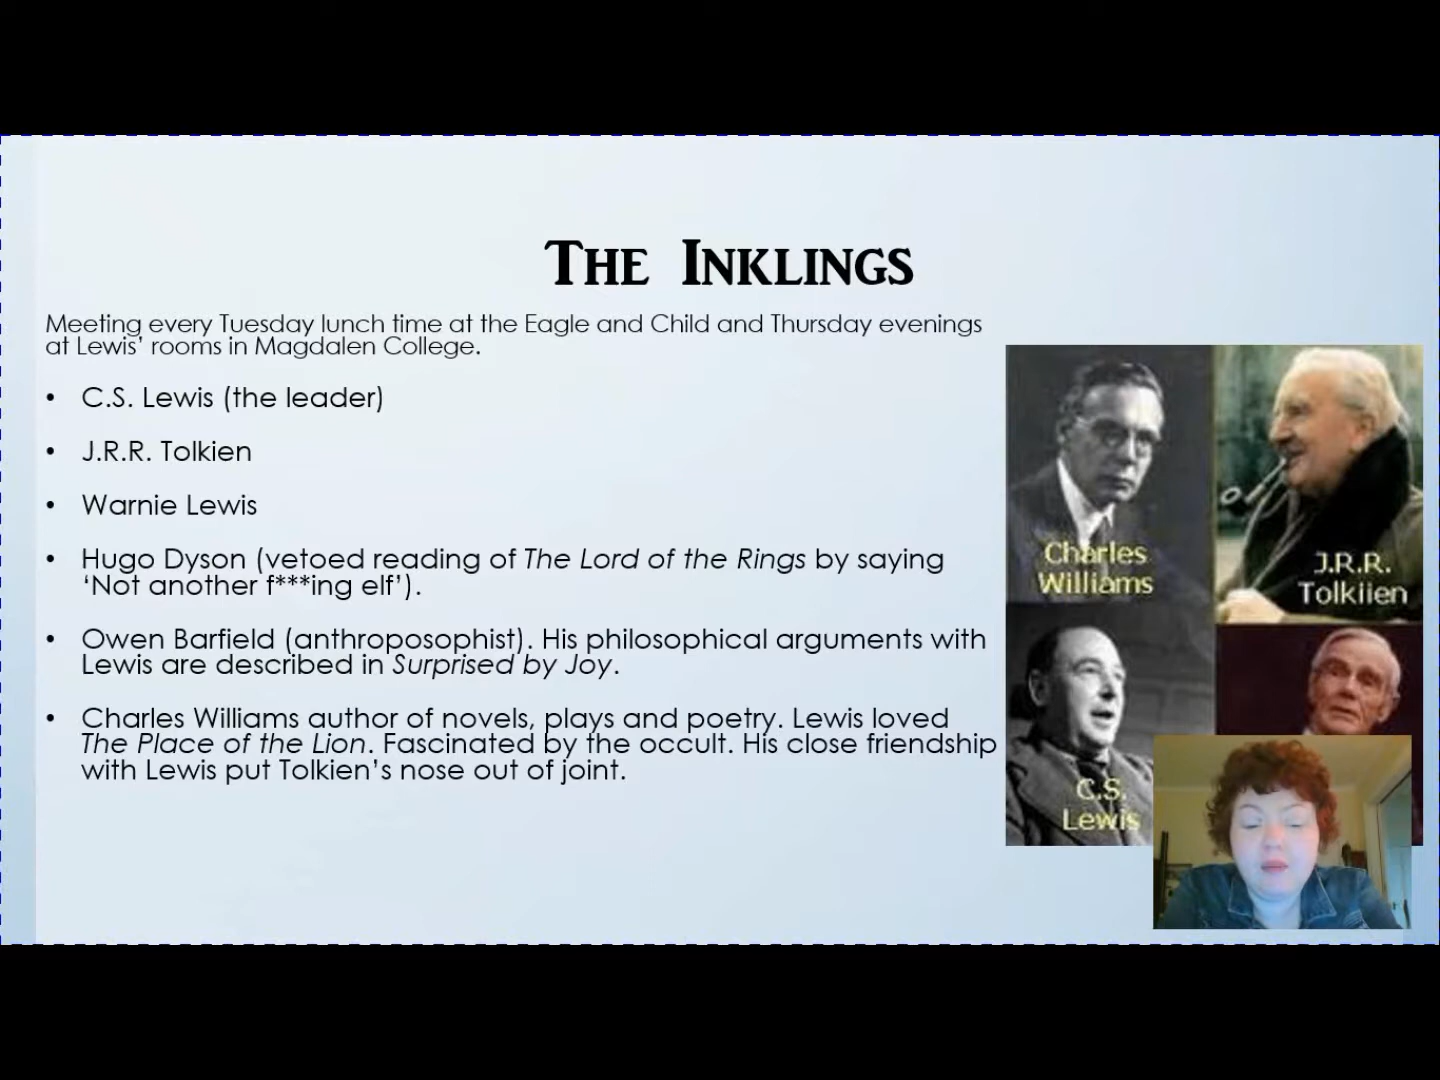 THE INKLINGS
Meeting every Tuesday lunch time at the Eagle and Child and Thursday evenings
at Lewis' rooms in Magdalen College.
• C.S. Lewis (the leader)
• J.R.R. Tolkien
• Warnie Lewis
• Hugo Dyson (vetoed reading of The Lord of the Rings by saying
'Not another f***ing elf').
• Owen Barfield (anthroposophist). His philosophical arguments with
Lewis are described in Surprised by Joy.
• Charles Williams author of novels, plays and poetry. Lewis loved
The Place of the Lion. Fascinated by the occult. His close friendship
with Lewis put Tolkien's nose out of joint.
Charles
Williams
J.R.R.
Tolkiien
C.S.
Lewis